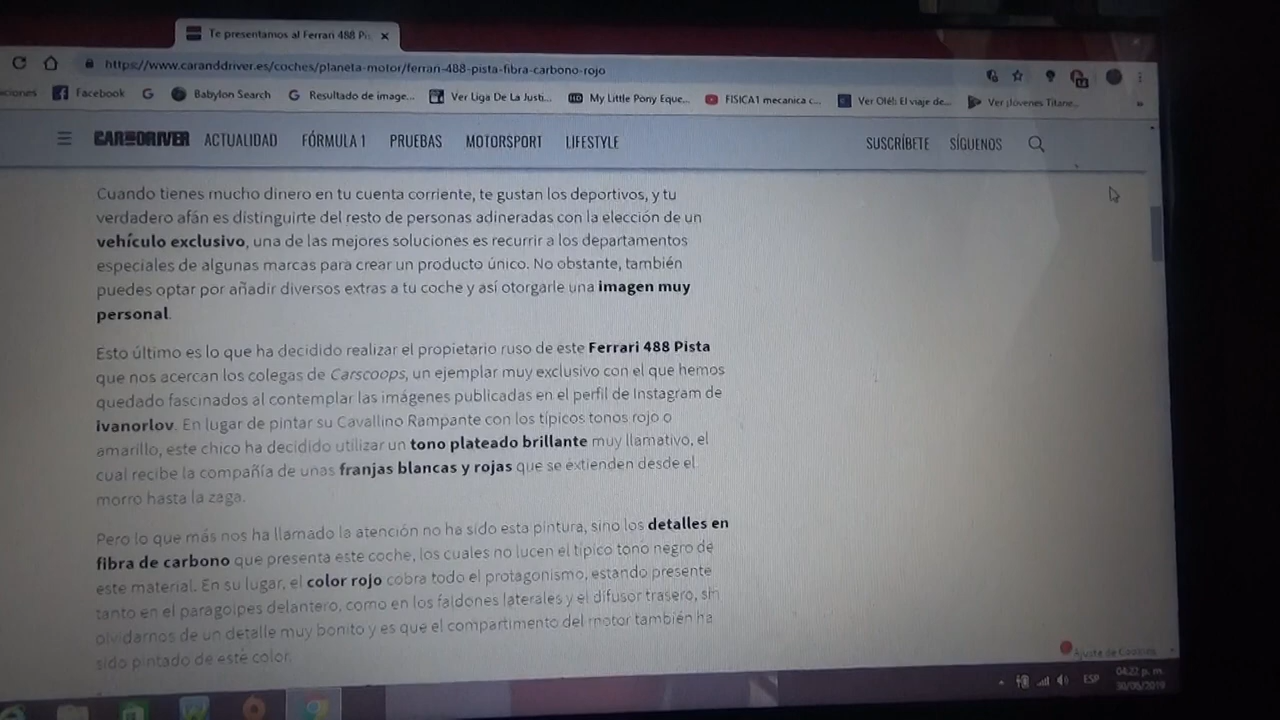 Te presentamos al Ferrari 488 Pis
https://www.caranddriver.es/coches/planeta-motor/ferrari-488-pista-fibra-carbono-rojo
ciones Facebook Babylon Search Resultado de image... Ver Liga De La Justi... My Little Pony Eque... FISICA1 mecanica c... Ver Olé!: El viaje de... Ver ¡Jovenes Titane...
CAR AND DRIVER ACTUALIDAD FÓRMULA 1 PRUEBAS MOTORSPORT LIFESTYLE SUSCRÍBETE SÍGUENOS
Cuando tienes mucho dinero en tu cuenta corriente, te gustan los deportivos, y tu
verdadero afán es distinguirte del resto de personas adineradas con la elección de un
vehículo exclusivo, una de las mejores soluciones es recurrir a los departamentos
especiales de algunas marcas para crear un producto único. No obstante, también
puedes optar por añadir diversos extras a tu coche y así otorgarle una imagen muy
personal.
Esto último es lo que ha decidido realizar el propietario ruso de este Ferrari 488 Pista
que nos acercan los colegas de Carscoops, un ejemplar muy exclusivo con el que hemos
quedado fascinados al contemplar las imágenes publicadas en el perfil de Instagram de
ivanorlov. En lugar de pintar su Cavallino Rampante con los típicos tonos rojo o
amarillo, este chico ha decidido utilizar un tono plateado brillante muy llamativo, el
cual recibe la compañía de unas franjas blancas y rojas que se extienden desde el
morro hasta la zaga.
Pero lo que más nos ha llamado la atención no ha sido esta pintura, sino los detalles en
fibra de carbono que presenta este coche, los cuales no lucen el típico tono negro de
este material. En su lugar, el color rojo cobra todo el protagonismo, estando presente
tanto en el paragolpes delantero, como en los faldones laterales y el difusor trasero, sin
olvidarnos de un detalle muy bonito y es que el compartimento del motor también ha
sido pintado de este color.
Ajuste de Cookies
ESP
04:22 p. m.
30/05/2019